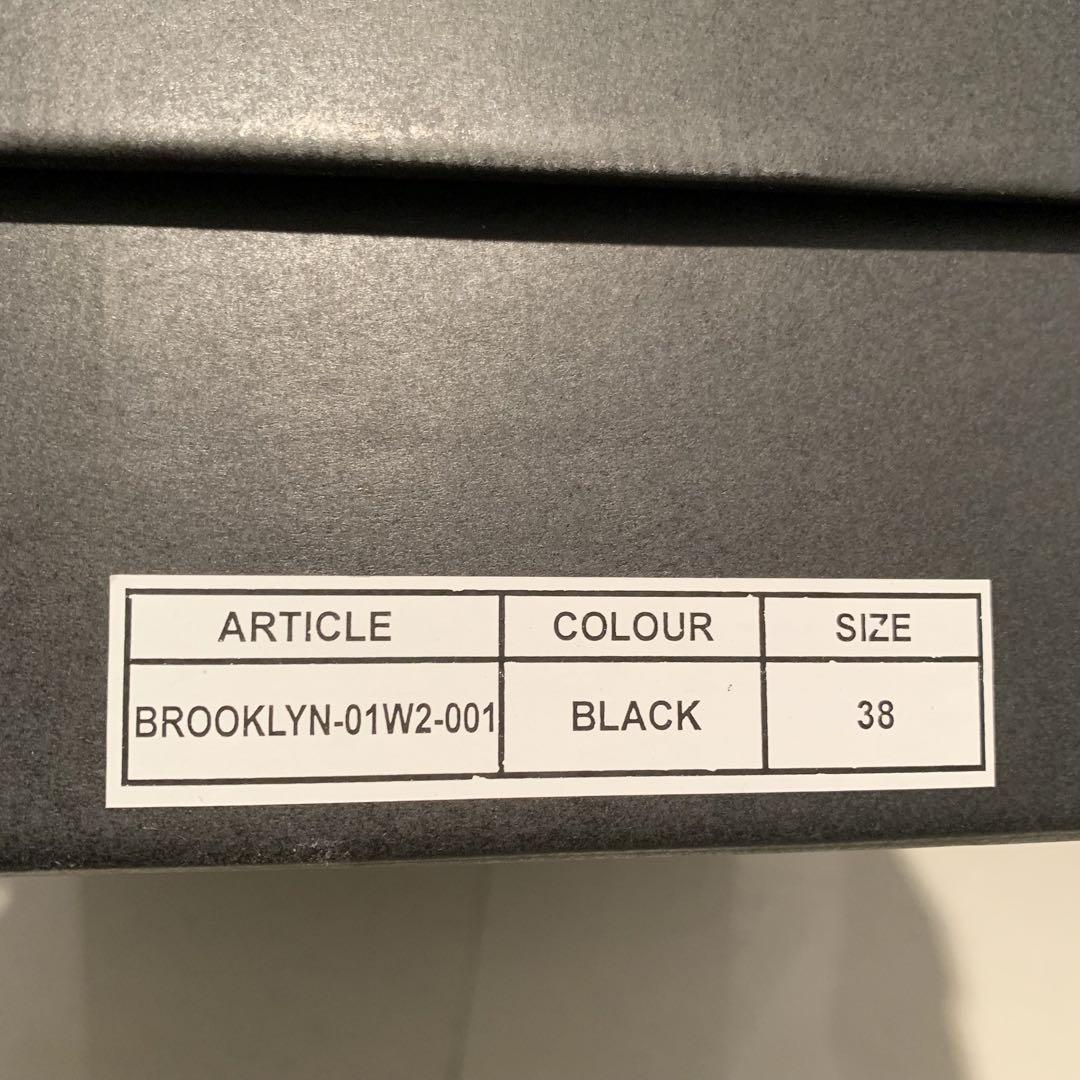 ARTICLE COLOUR SIZE
BROOKLYN-01W2-001 BLACK 38